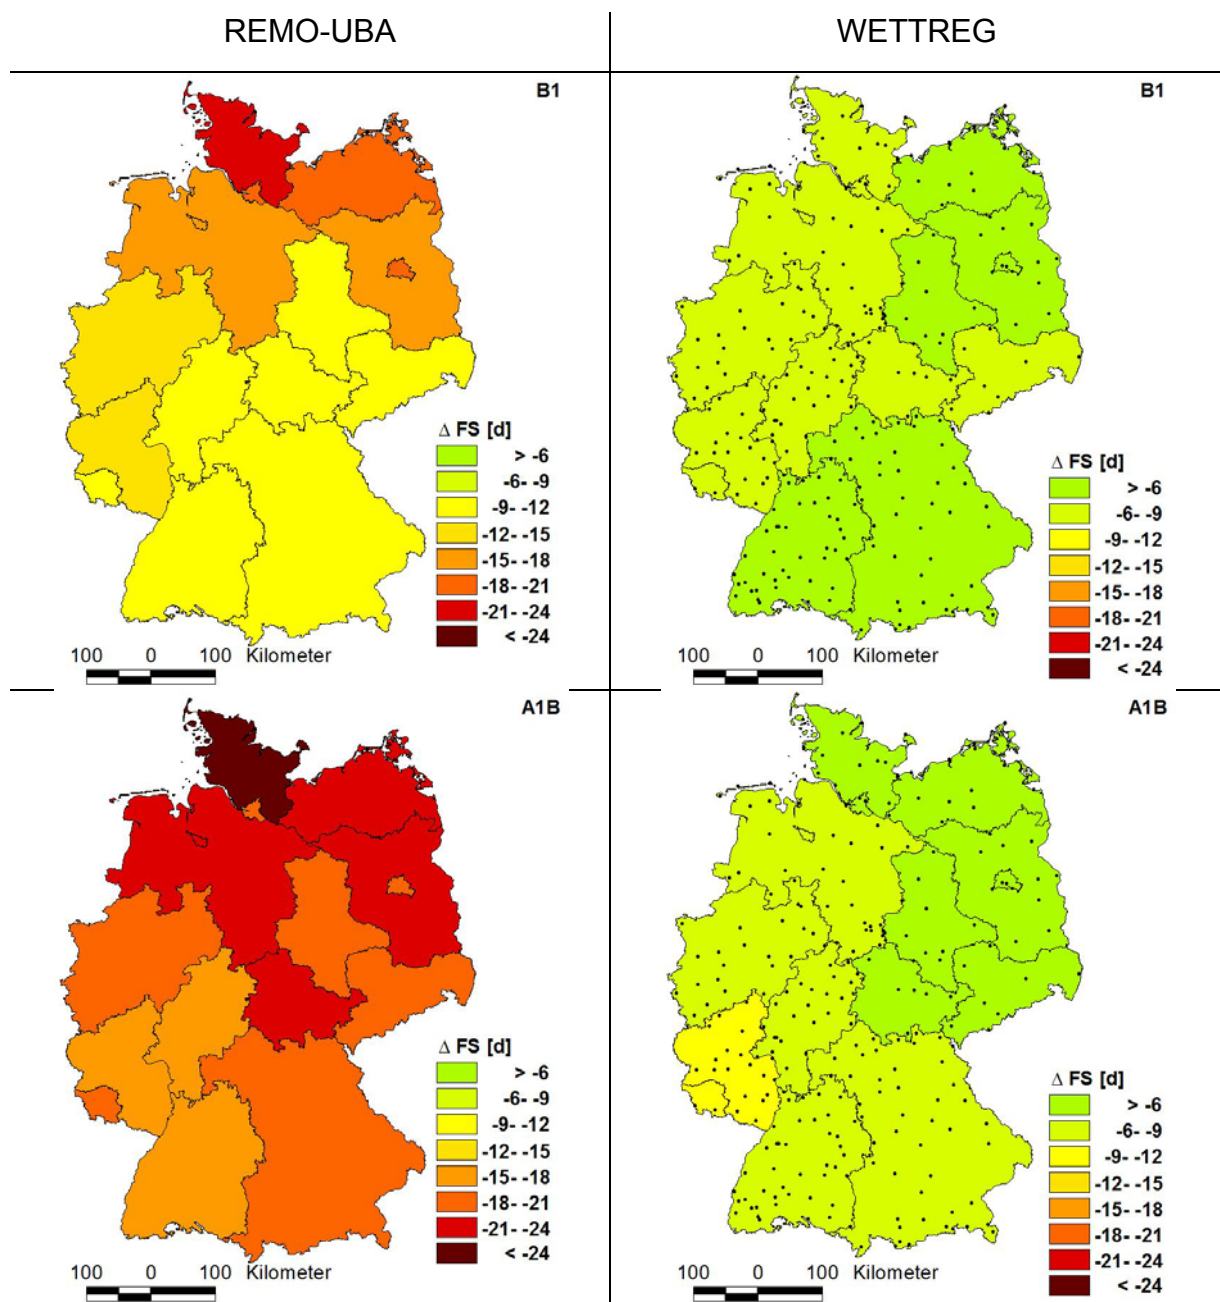 REMO-UBA
WETTREG
B1
Δ FS [d]
> -6
-6- -9
-9- -12
-12- -15
-15- -18
-18- -21
-21- -24
< -24
100 0 100 Kilometer
B1
Δ FS [d]
> -6
-6- -9
-9- -12
-12- -15
-15- -18
-18- -21
-21- -24
< -24
100 0 100 Kilometer
A1B
Δ FS [d]
> -6
-6- -9
-9- -12
-12- -15
-15- -18
-18- -21
-21- -24
< -24
100 0 100 Kilometer
A1B
Δ FS [d]
> -6
-6- -9
-9- -12
-12- -15
-15- -18
-18- -21
-21- -24
< -24
100 0 100 Kilometer